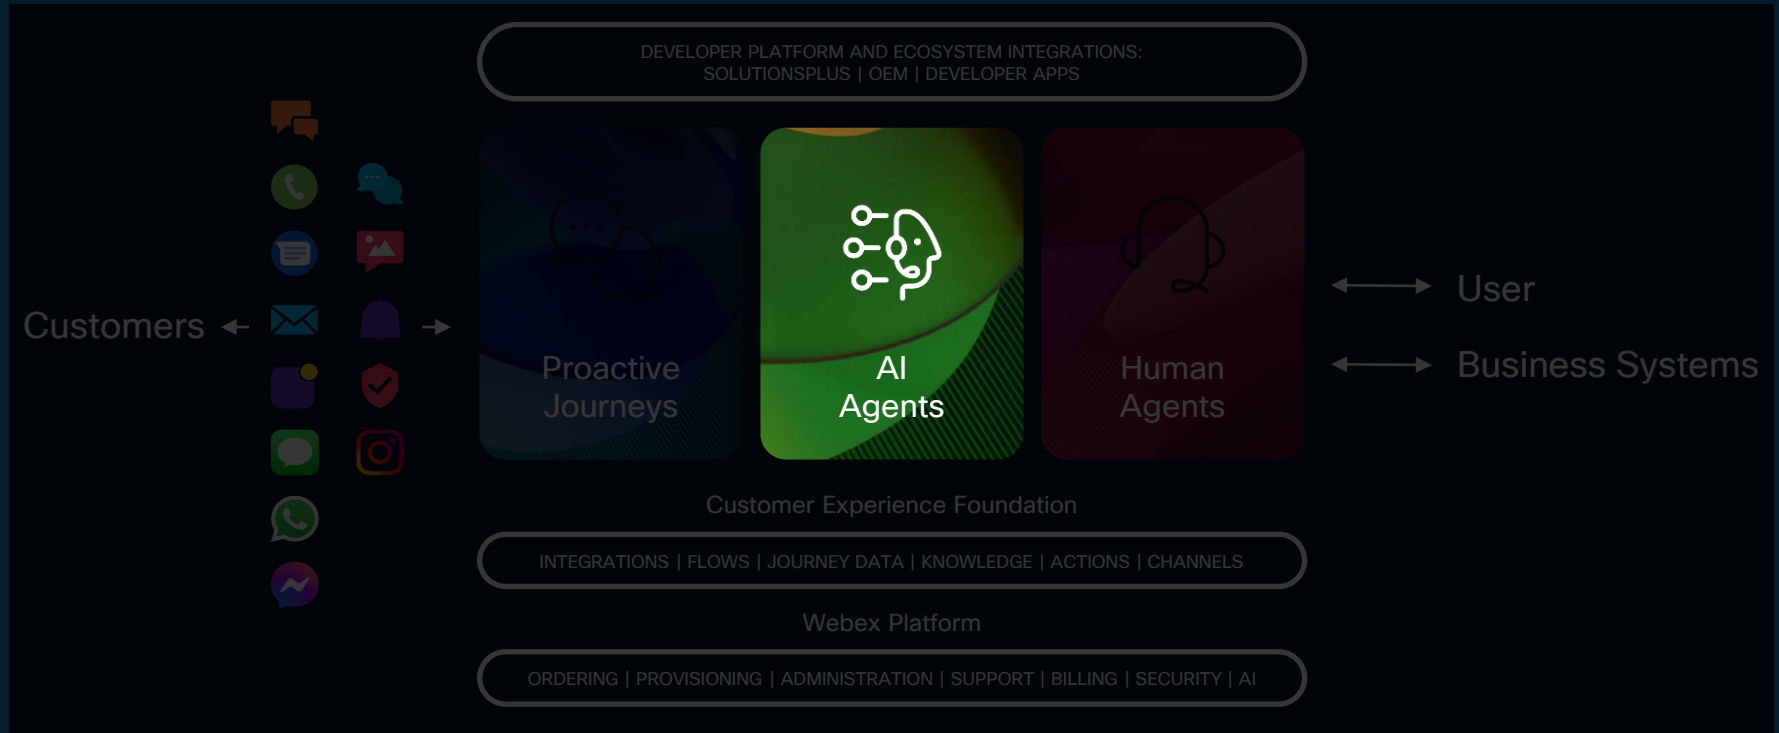 DEVELOPER PLATFORM AND ECOSYSTEM INTEGRATIONS:
SOLUTIONSPLUS | OEM | DEVELOPER APPS
Customers
Proactive
Journeys
AI
Agents
Human
Agents
User
Business Systems
Customer Experience Foundation
INTEGRATIONS | FLOWS | JOURNEY DATA | KNOWLEDGE | ACTIONS | CHANNELS
Webex Platform
ORDERING | PROVISIONING | ADMINISTRATION | SUPPORT | BILLING | SECURITY | AI